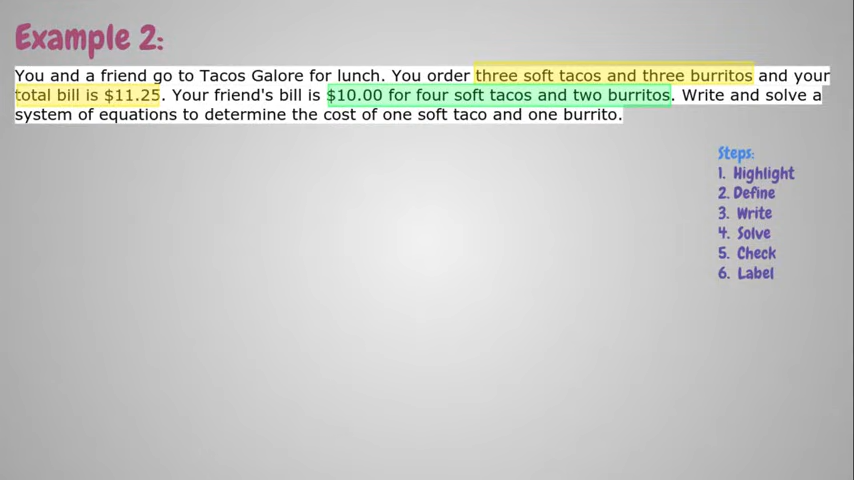 Example 2:
You and a friend go to Tacos Galore for lunch. You order three soft tacos and three burritos and your
total bill is $11.25. Your friend's bill is $10.00 for four soft tacos and two burritos. Write and solve a
system of equations to determine the cost of one soft taco and one burrito.
Steps:
1. Highlight
2. Define
3. Write
4. Solve
5. Check
6. Label